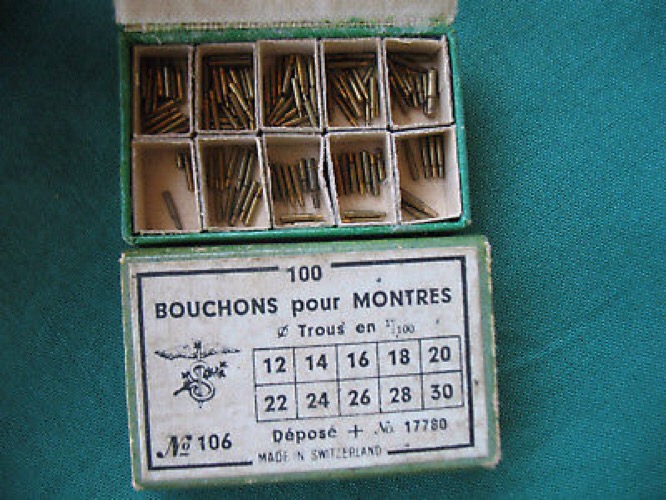 100
BOUCHONS pour MONTRES
Ø Trous en 1/100
12 14 16 18 20
22 24 26 28 30
No 106
Déposé + No. 17780
MADE IN SWITZERLAND